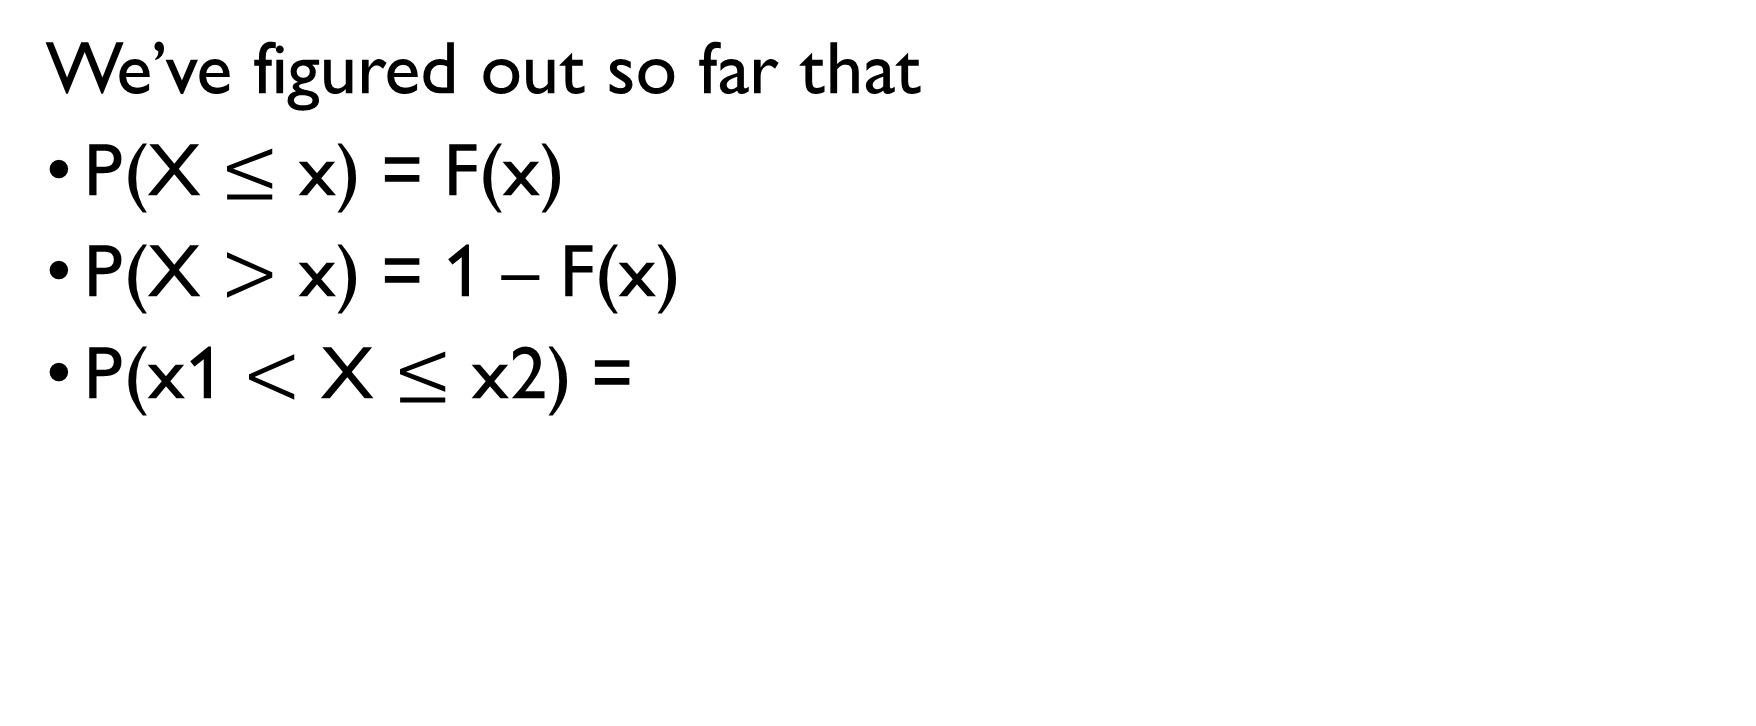 We’ve figured out so far that
• P(X ≤ x) = F(x)
• P(X > x) = 1 – F(x)
• P(x1 < X ≤ x2) =